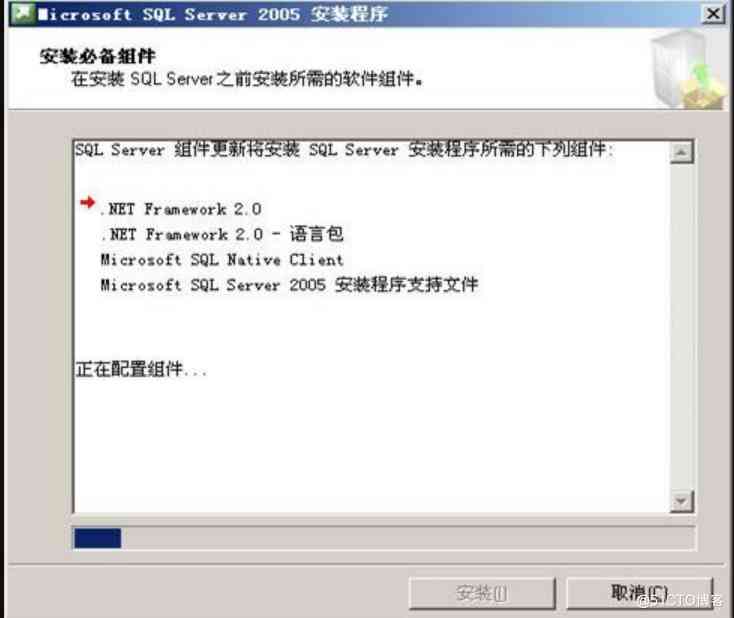 Microsoft SQL Server 2005 安装程序
安装必备组件
在安装 SQL Server 之前安装所需的软件组件。
SQL Server 组件更新将安装 SQL Server 安装程序所需的下列组件:
.NET Framework 2.0
.NET Framework 2.0 - 语言包
Microsoft SQL Native Client
Microsoft SQL Server 2005 安装程序支持文件
正在配置组件...
安装(I)
取消(C)
@51CTO博客